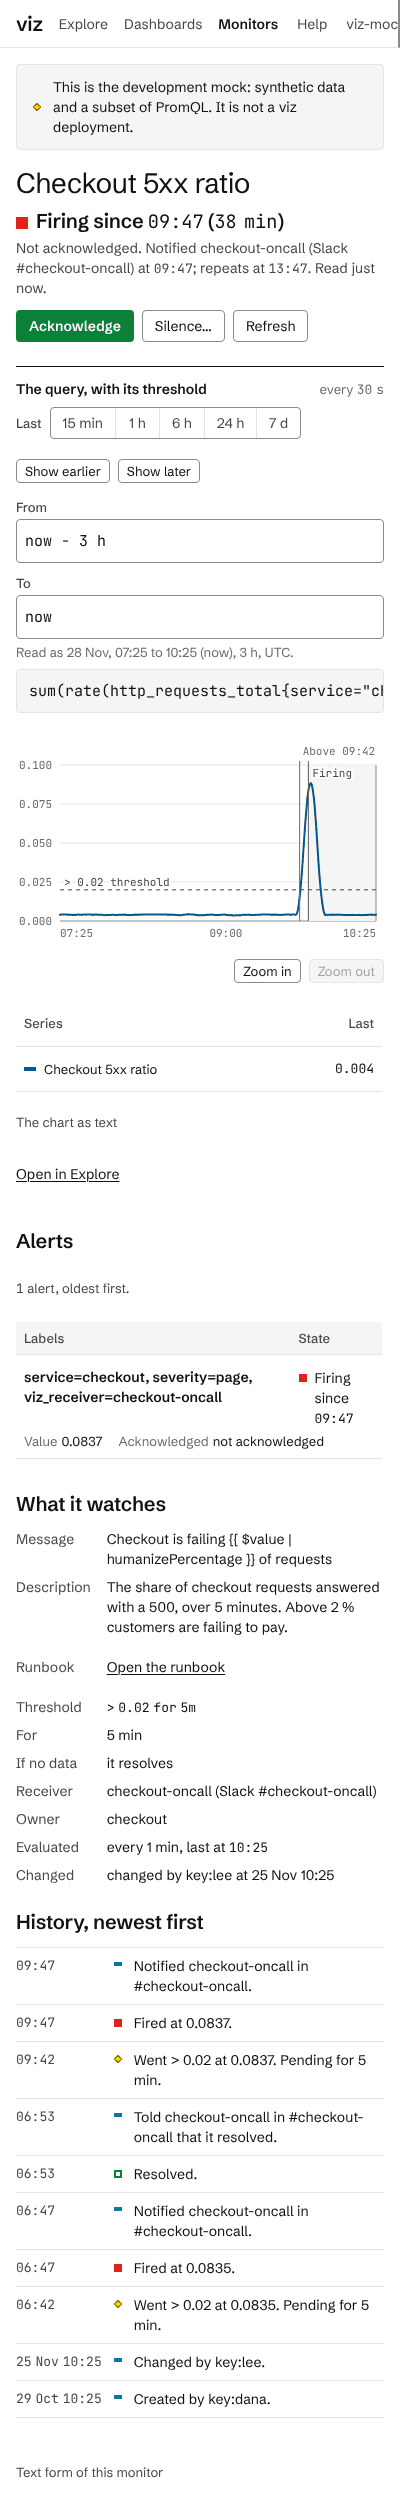 viz Explore Dashboards Monitors Help viz-moc
This is the development mock: synthetic data
and a subset of PromQL. It is not a viz
deployment.
Checkout 5xx ratio
Firing since 09:47 (38 min)
Not acknowledged. Notified checkout-oncall (Slack
#checkout-oncall) at 09:47; repeats at 13:47. Read just
now.
Acknowledge Silence… Refresh
The query, with its threshold every 30 s
Last 15 min 1 h 6 h 24 h 7 d
Show earlier Show later
From
now - 3 h
To
now
Read as 28 Nov, 07:25 to 10:25 (now), 3 h, UTC.
sum(rate(http_requests_total{service="ch
Above 09:42
0.100
Firing
0.075
0.050
0.025
> 0.02 threshold
0.000
07:25 09:00 10:25
Zoom in Zoom out
Series Last
Checkout 5xx ratio 0.004
The chart as text
Open in Explore
Alerts
1 alert, oldest first.
Labels State
service=checkout, severity=page,
viz_receiver=checkout-oncall
Firing
since
09:47
Value 0.0837 Acknowledged not acknowledged
What it watches
Message Checkout is failing {{ $value |
humanizePercentage }} of requests
Description The share of checkout requests answered
with a 500, over 5 minutes. Above 2 %
customers are failing to pay.
Runbook Open the runbook
Threshold > 0.02 for 5m
For 5 min
If no data it resolves
Receiver checkout-oncall (Slack #checkout-oncall)
Owner checkout
Evaluated every 1 min, last at 10:25
Changed changed by key:lee at 25 Nov 10:25
History, newest first
09:47 Notified checkout-oncall in
#checkout-oncall.
09:47 Fired at 0.0837.
09:42 Went > 0.02 at 0.0837. Pending for 5
min.
06:53 Told checkout-oncall in #checkout-
oncall that it resolved.
06:53 Resolved.
06:47 Notified checkout-oncall in
#checkout-oncall.
06:47 Fired at 0.0835.
06:42 Went > 0.02 at 0.0835. Pending for 5
min.
25 Nov 10:25 Changed by key:lee.
29 Oct 10:25 Created by key:dana.
Text form of this monitor